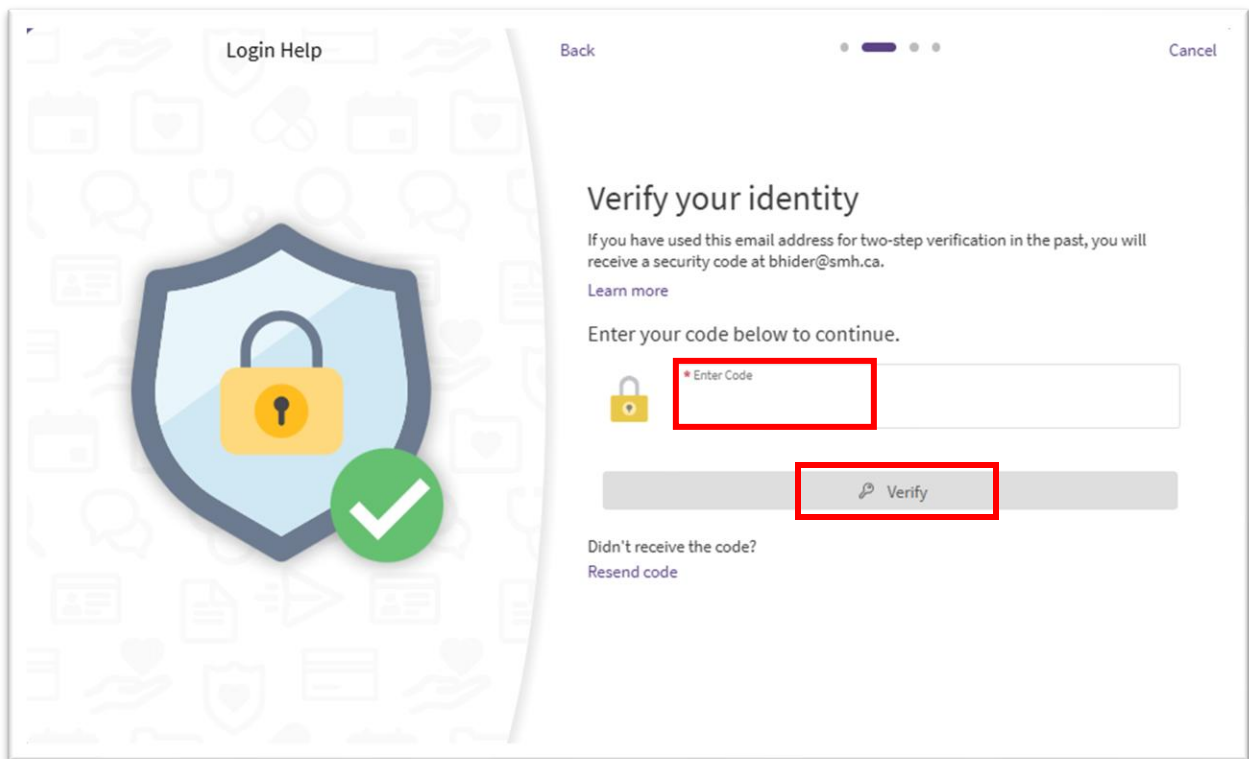 Login Help
Back
Cancel
Verify your identity
If you have used this email address for two-step verification in the past, you will
receive a security code at bhider@smh.ca.
Learn more
Enter your code below to continue.
* Enter Code
Verify
Didn't receive the code?
Resend code